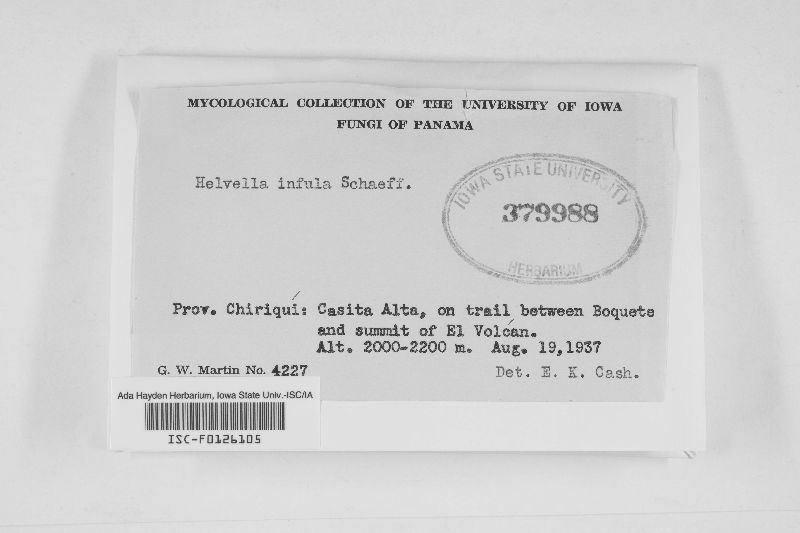 MYCOLOGICAL COLLECTION OF THE UNIVERSITY OF IOWA
FUNGI OF PANAMA
Helvella infula Schaeff.
IOWA STATE UNIVERSITY
379988
HERBARIUM
Prov. Chiriquí: Casita Alta, on trail between Boquete
and summit of El Volcán.
Alt. 2000-2200 m. Aug. 19,1937
G. W. Martin No. 4227
Det. E. K. Cash.
Ada Hayden Herbarium, Iowa State Univ.-ISC/IA
ISC-F0126105